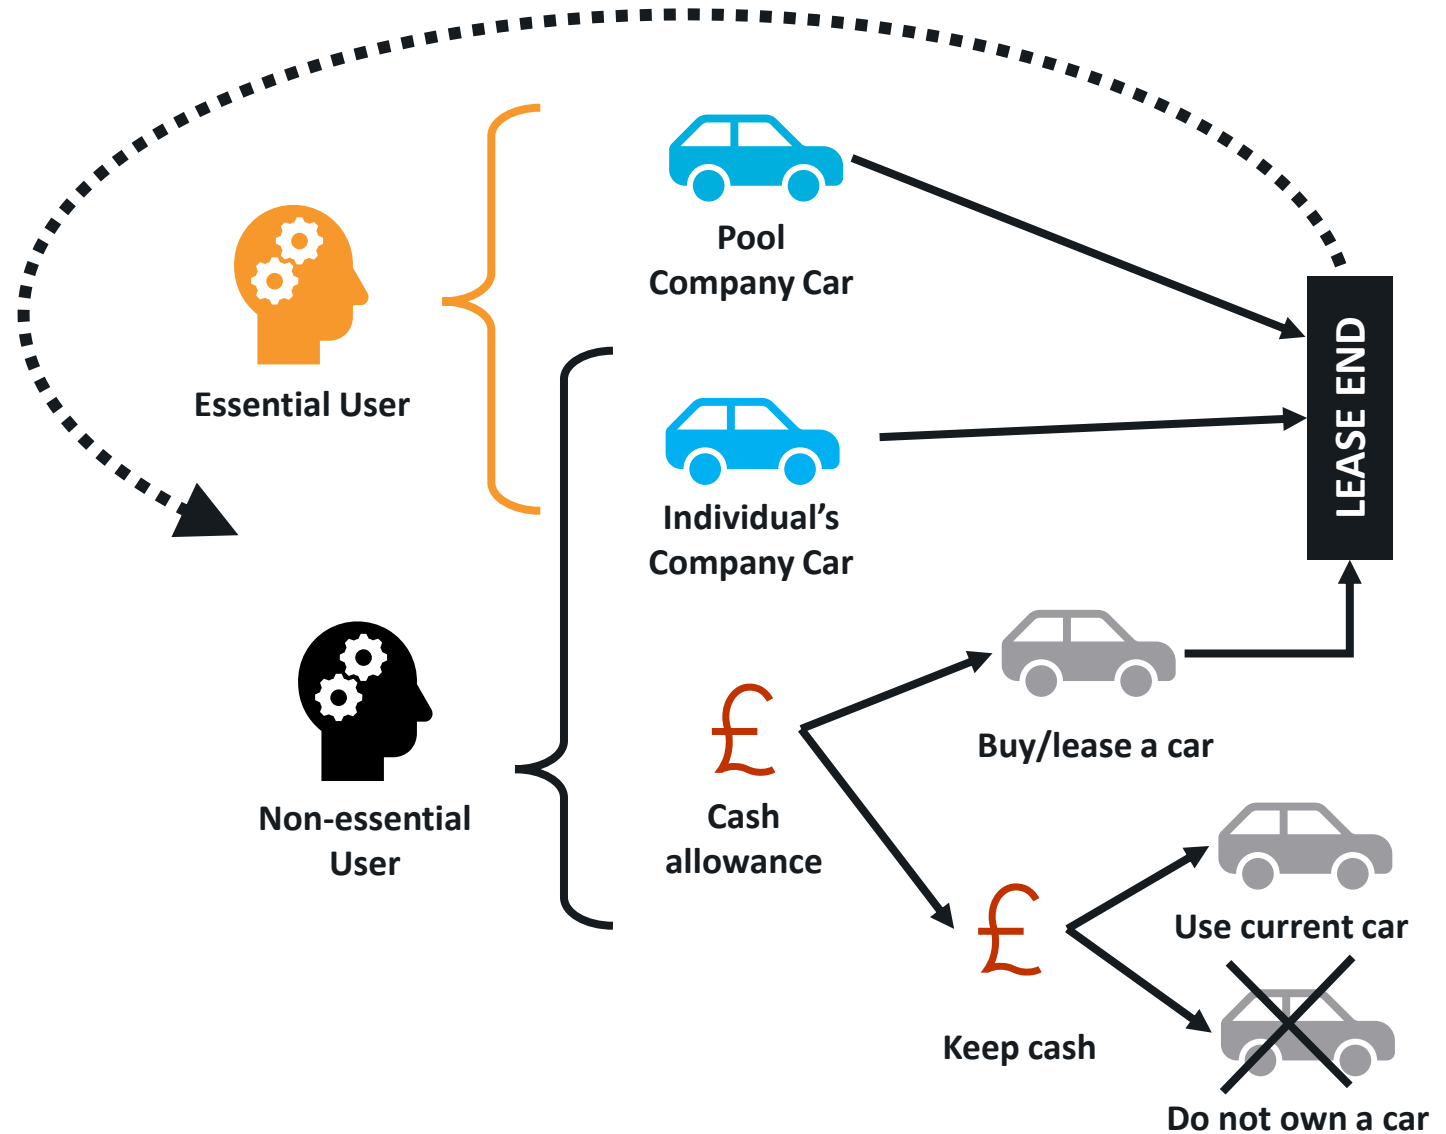 Pool
Company Car
Essential User
LEASE END
Individual’s
Company Car
Buy/lease a car
Non-essential
User
Cash
allowance
Use current car
Keep cash
Do not own a car